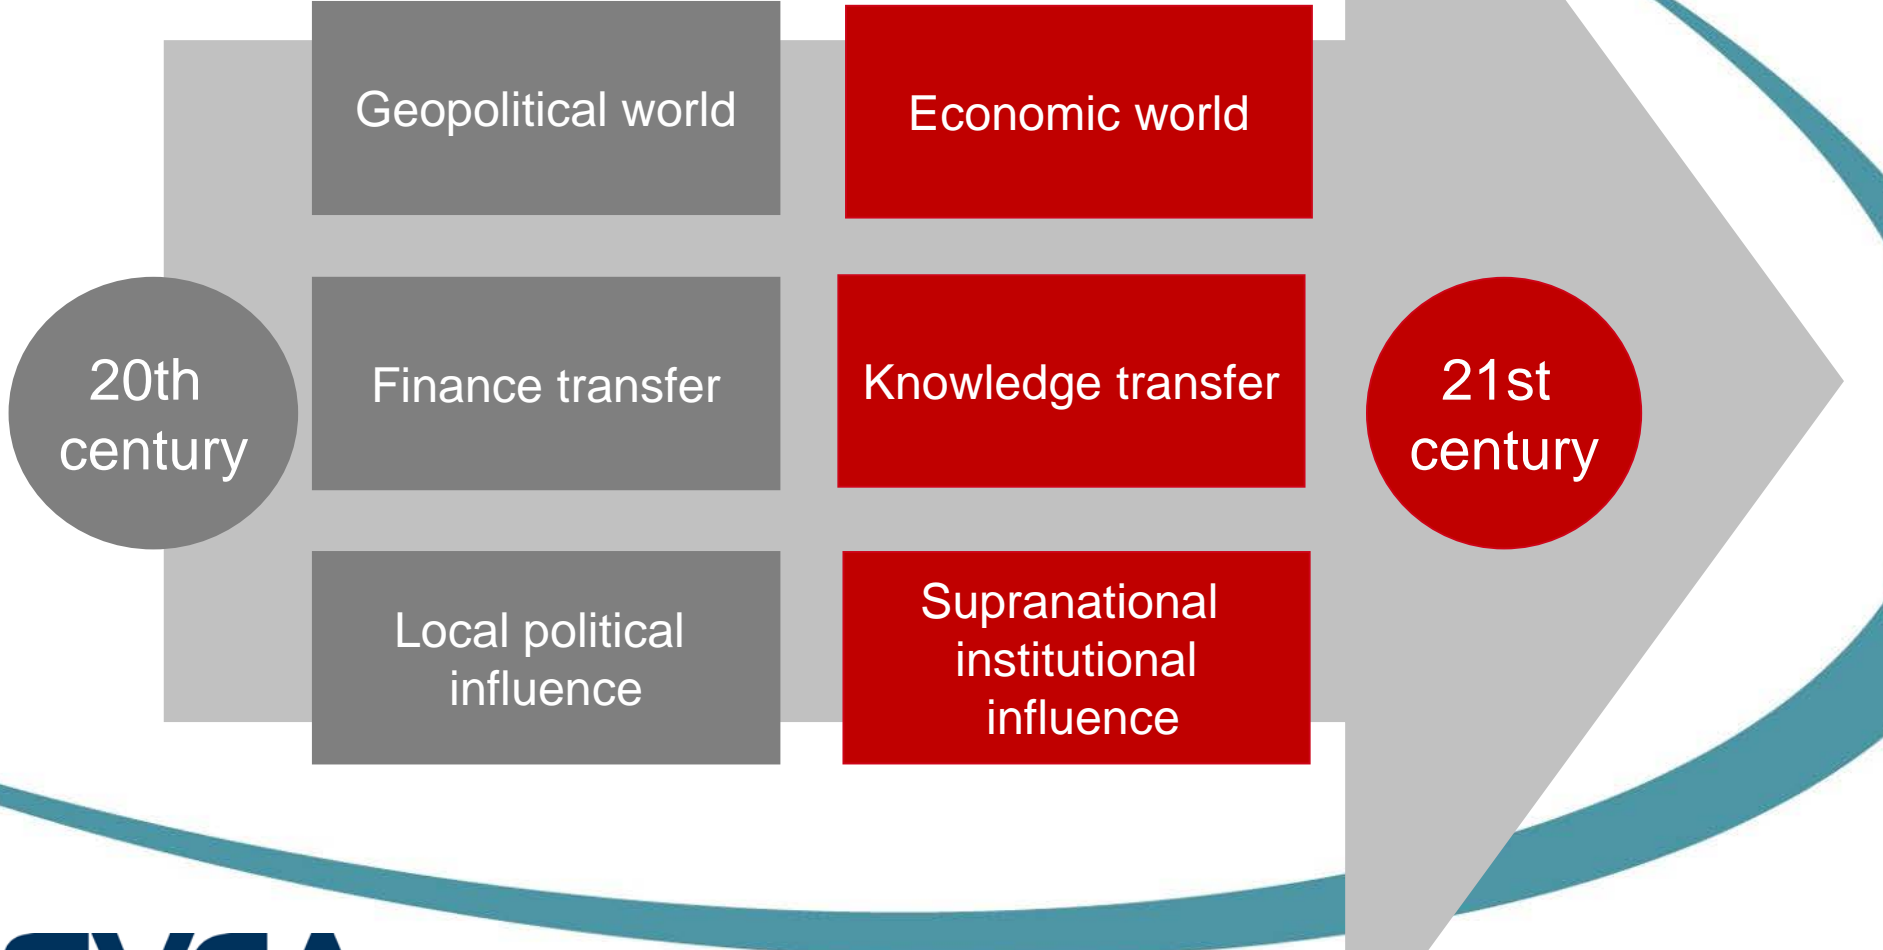 Geopolitical world
Economic world
20th
century
Finance transfer
Knowledge transfer
21st
century
Local political
influence
Supranational
institutional
influence